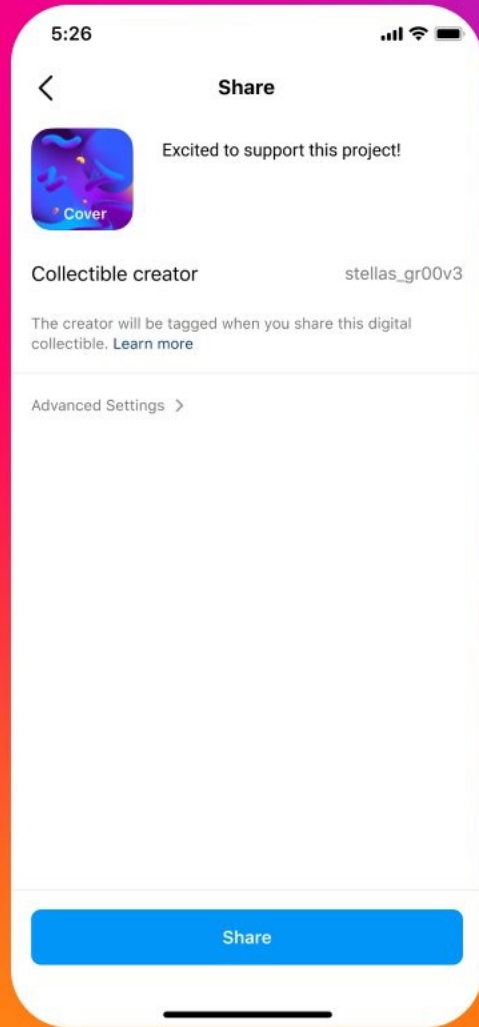 5:26
Share
Cover
Excited to support this project!
Collectible creator
stellas_gr00v3
The creator will be tagged when you share this digital
collectible. Learn more
Advanced Settings
Share